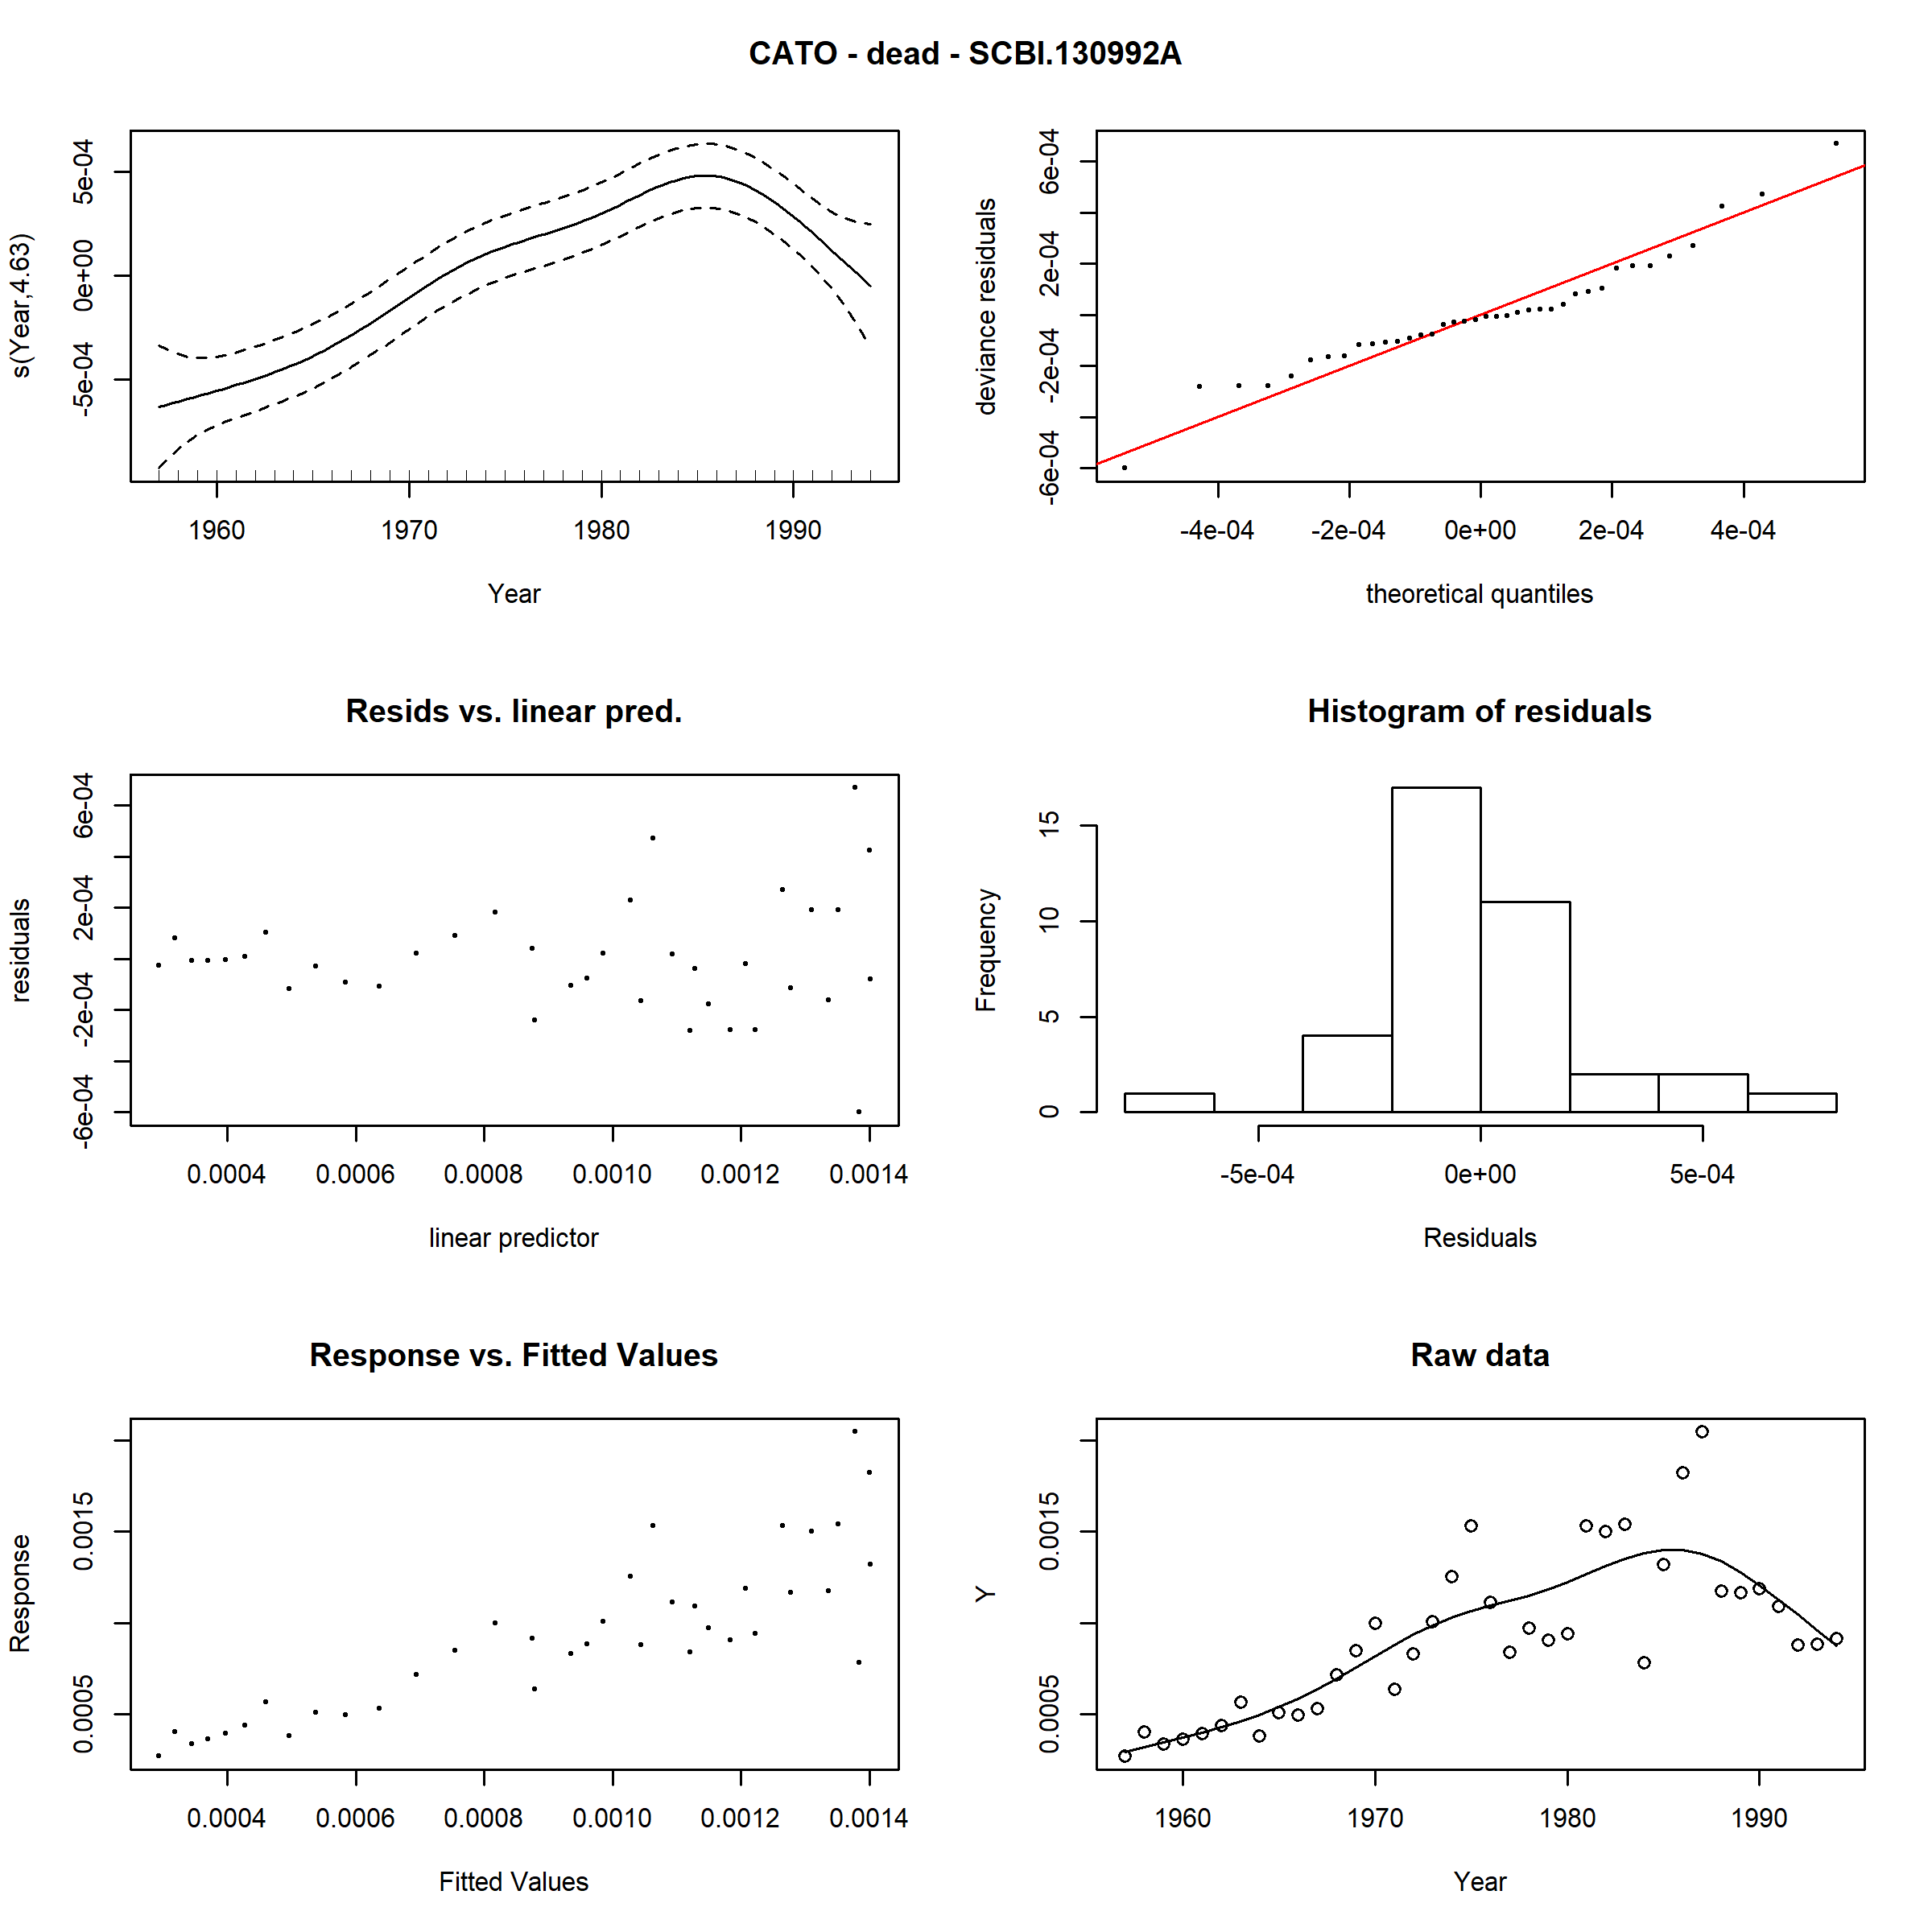 CATO - dead - SCBI.130992A
s(Year,4.63)
-5e-04 0e+00 5e-04
1960 1970 1980 1990
Year
deviance residuals
-6e-04 -2e-04 2e-04 6e-04
-4e-04 -2e-04 0e+00 2e-04 4e-04
theoretical quantiles
Resids vs. linear pred.
residuals
-6e-04 -2e-04 2e-04 6e-04
0.0004 0.0006 0.0008 0.0010 0.0012 0.0014
linear predictor
Histogram of residuals
Frequency
0 5 10 15
-5e-04 0e+00 5e-04
Residuals
Response vs. Fitted Values
Response
0.0005 0.0015
0.0004 0.0006 0.0008 0.0010 0.0012 0.0014
Fitted Values
Raw data
Y
0.0005 0.0015
1960 1970 1980 1990
Year